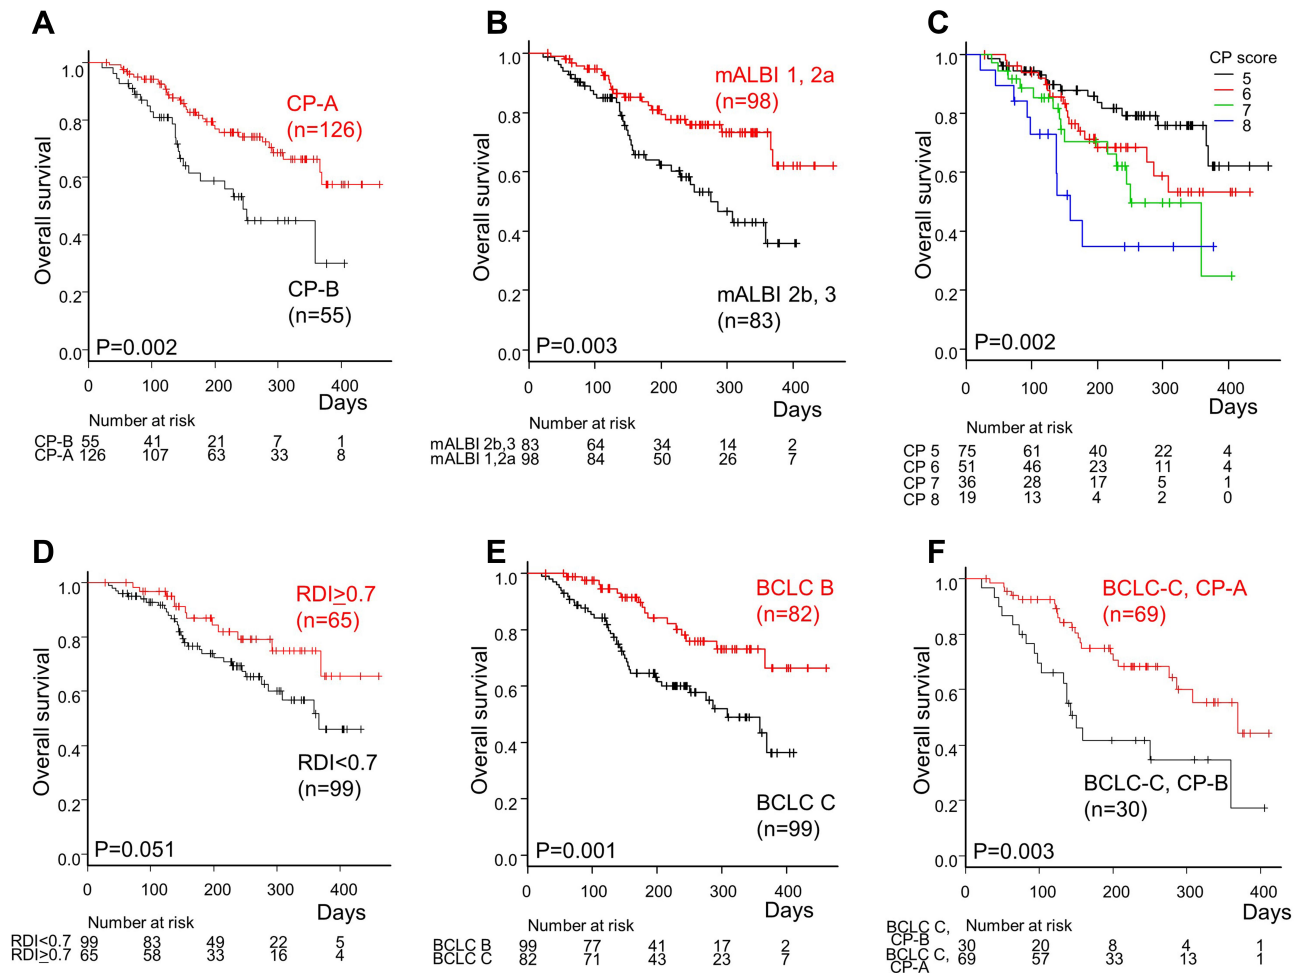 A
1.0
0.8
0.6
0.4
0.2
0.0
Overall survival
CP-A
(n=126)
CP-B
(n=55)
P=0.002
0 100 200 300 400
Days
Number at risk
CP-B 55 41 21 7 1
CP-A 126 107 63 33 8
B
1.0
0.8
0.6
0.4
0.2
0.0
Overall survival
mALBI 1, 2a
(n=98)
mALBI 2b, 3
(n=83)
P=0.003
0 100 200 300 400
Days
Number at risk
mALBI 2b,3 83 64 34 14 2
mALBI 1,2a 98 84 50 26 7
C
1.0
0.8
0.6
0.4
0.2
0.0
Overall survival
CP score
5
6
7
8
P=0.002
0 100 200 300 400
Days
Number at risk
CP 5 75 61 40 22 4
CP 6 51 46 23 11 4
CP 7 36 28 17 5 1
CP 8 19 13 4 2 0
D
1.0
0.8
0.6
0.4
0.2
0.0
Overall survival
RDI≥0.7
(n=65)
RDI<0.7
(n=99)
P=0.051
0 100 200 300 400
Days
Number at risk
RDI<0.7 99 83 49 22 5
RDI≥0.7 65 58 33 16 4
E
1.0
0.8
0.6
0.4
0.2
0.0
Overall survival
BCLC B
(n=82)
BCLC C
(n=99)
P=0.001
0 100 200 300 400
Days
Number at risk
BCLC B 99 77 41 17 2
BCLC C 82 71 43 23 7
F
1.0
0.8
0.6
0.4
0.2
0.0
Overall survival
BCLC-C, CP-A
(n=69)
BCLC-C, CP-B
(n=30)
P=0.003
0 100 200 300 400
Days
Number at risk
BCLC C,
CP-B 30 20 8 4 1
BCLC C,
CP-A 69 57 33 13 1